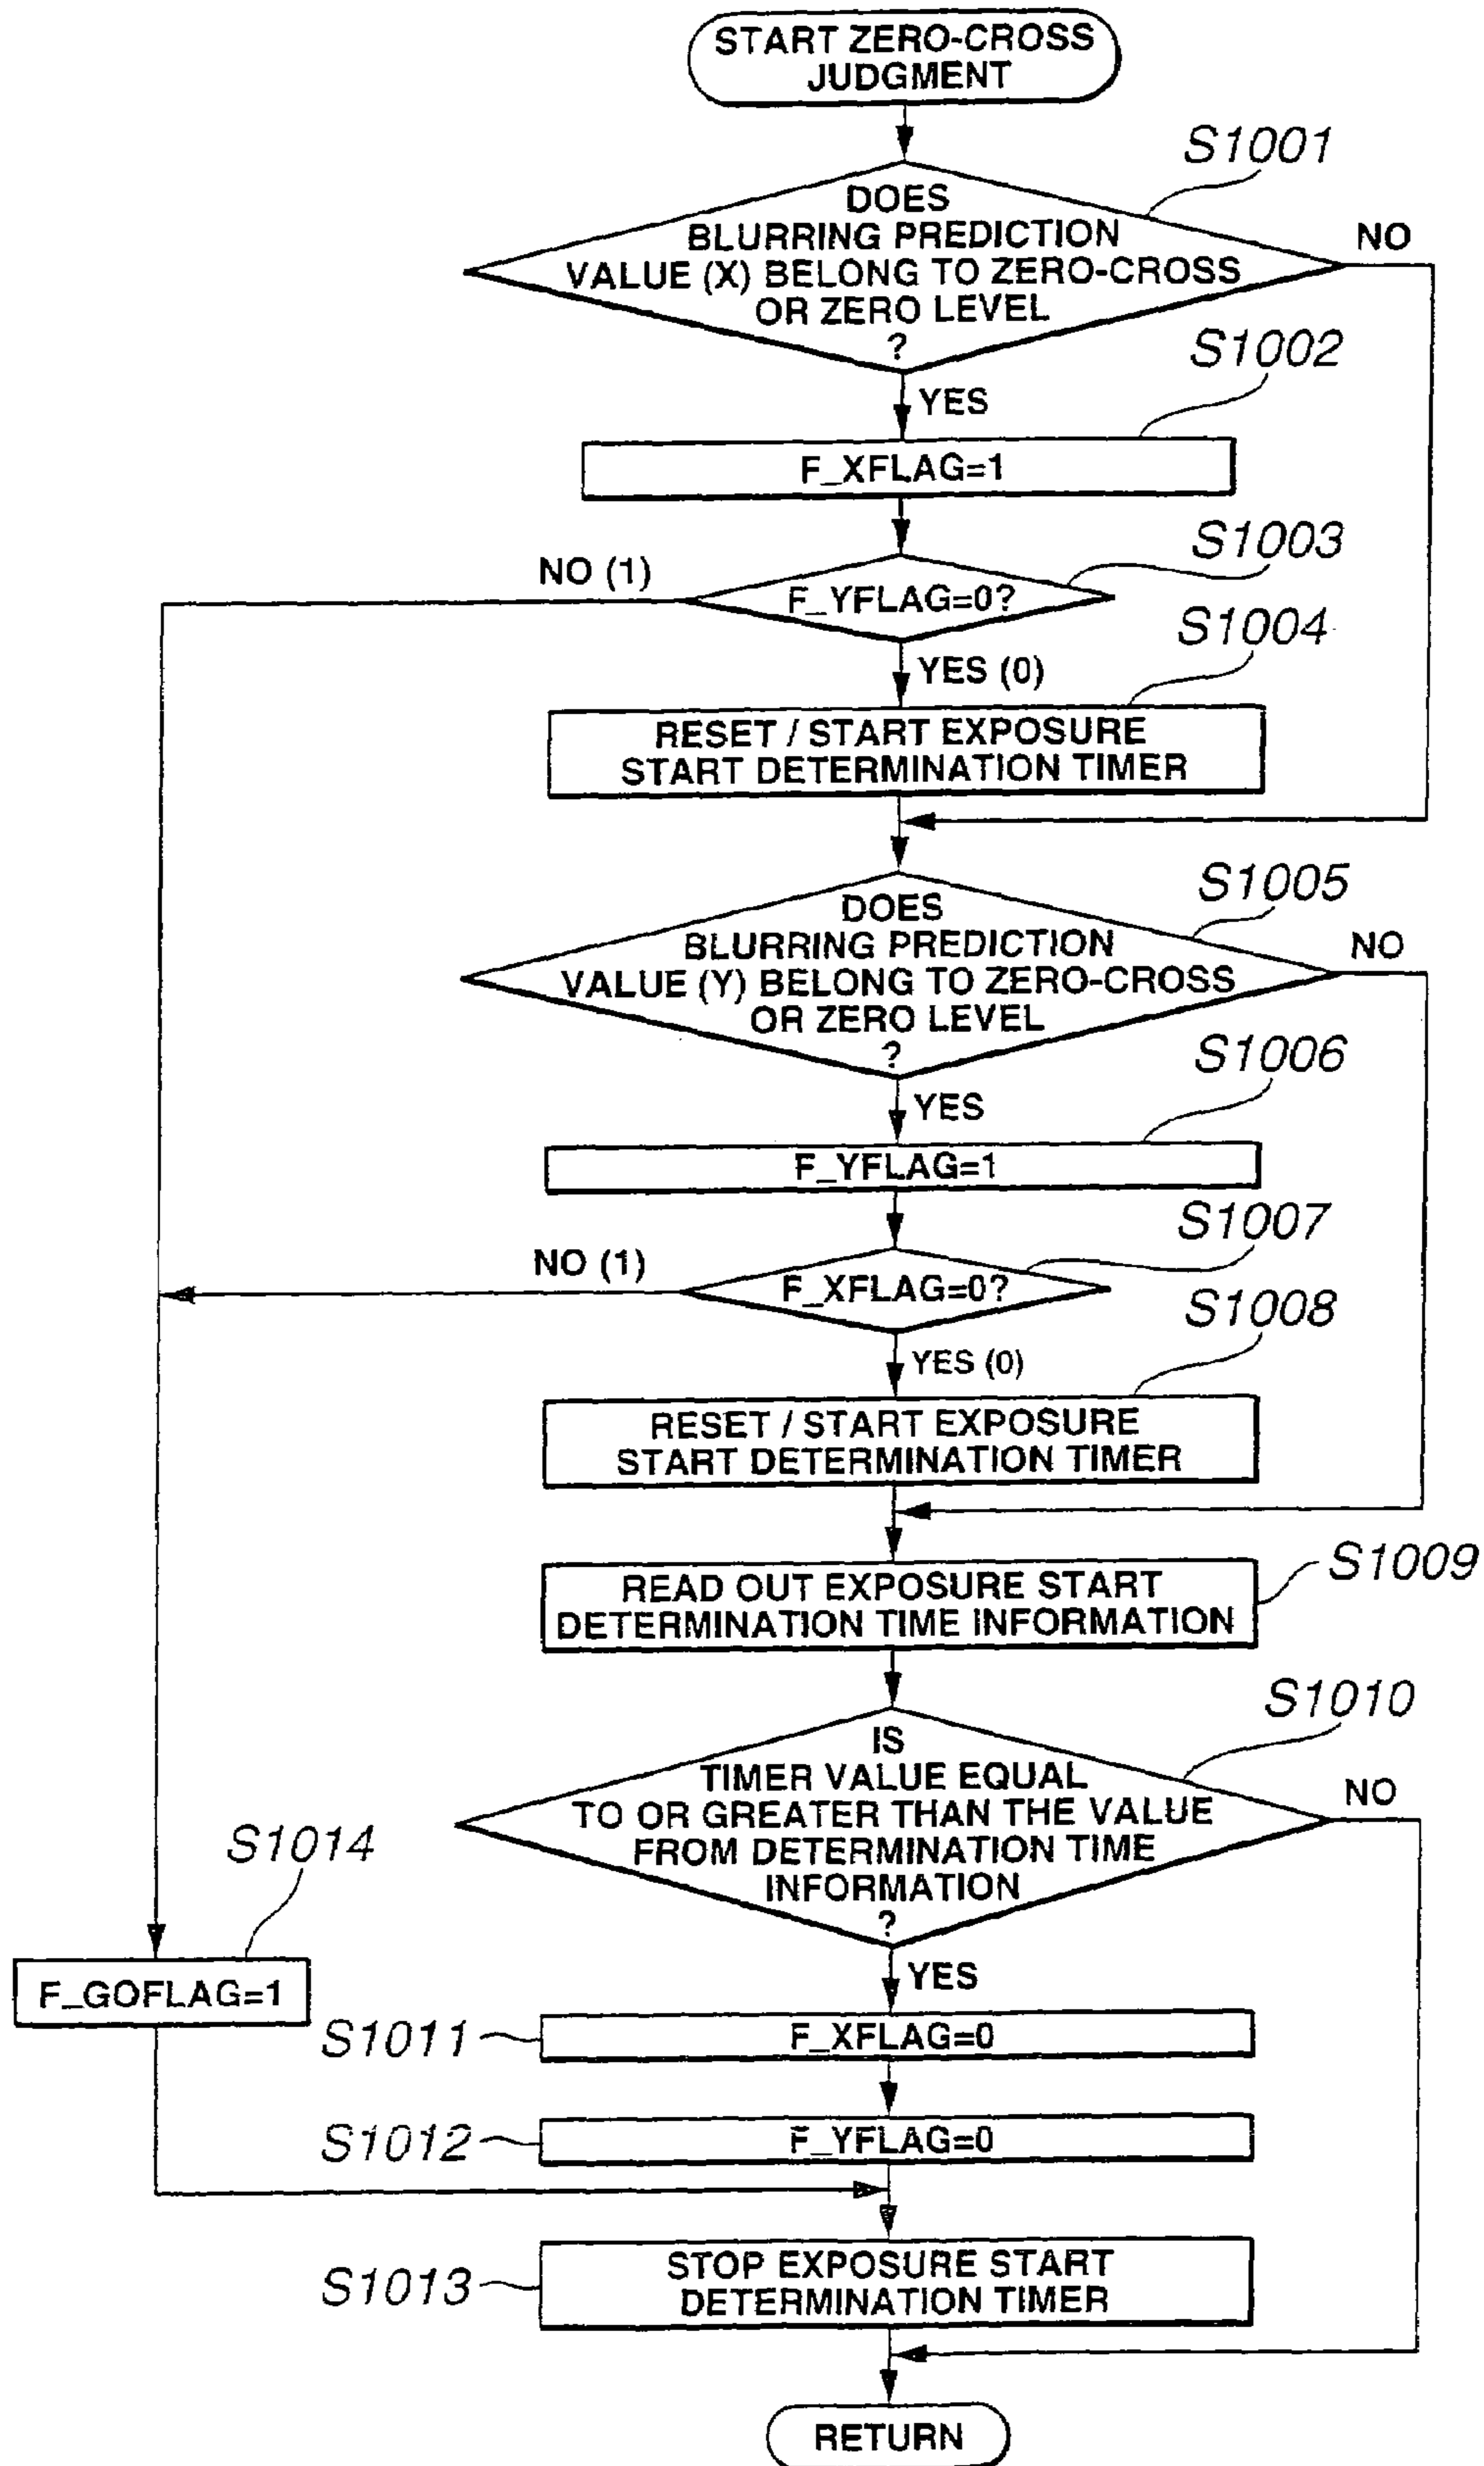 START ZERO-CROSS
JUDGMENT
S1001
DOES
BLURRING PREDICTION
VALUE (X) BELONG TO ZERO-CROSS
OR ZERO LEVEL
?
NO
YES
S1002
F_XFLAG=1
S1003
F_YFLAG=0?
NO (1)
YES (0)
S1004
RESET / START EXPOSURE
START DETERMINATION TIMER
S1005
DOES
BLURRING PREDICTION
VALUE (Y) BELONG TO ZERO-CROSS
OR ZERO LEVEL
?
NO
YES
S1006
F_YFLAG=1
S1007
F_XFLAG=0?
NO (1)
YES (0)
S1008
RESET / START EXPOSURE
START DETERMINATION TIMER
S1009
READ OUT EXPOSURE START
DETERMINATION TIME INFORMATION
S1010
IS
TIMER VALUE EQUAL
TO OR GREATER THAN THE VALUE
FROM DETERMINATION TIME
INFORMATION
?
NO
YES
S1014
F_GOFLAG=1
S1011
F_XFLAG=0
S1012
F_YFLAG=0
S1013
STOP EXPOSURE START
DETERMINATION TIMER
RETURN